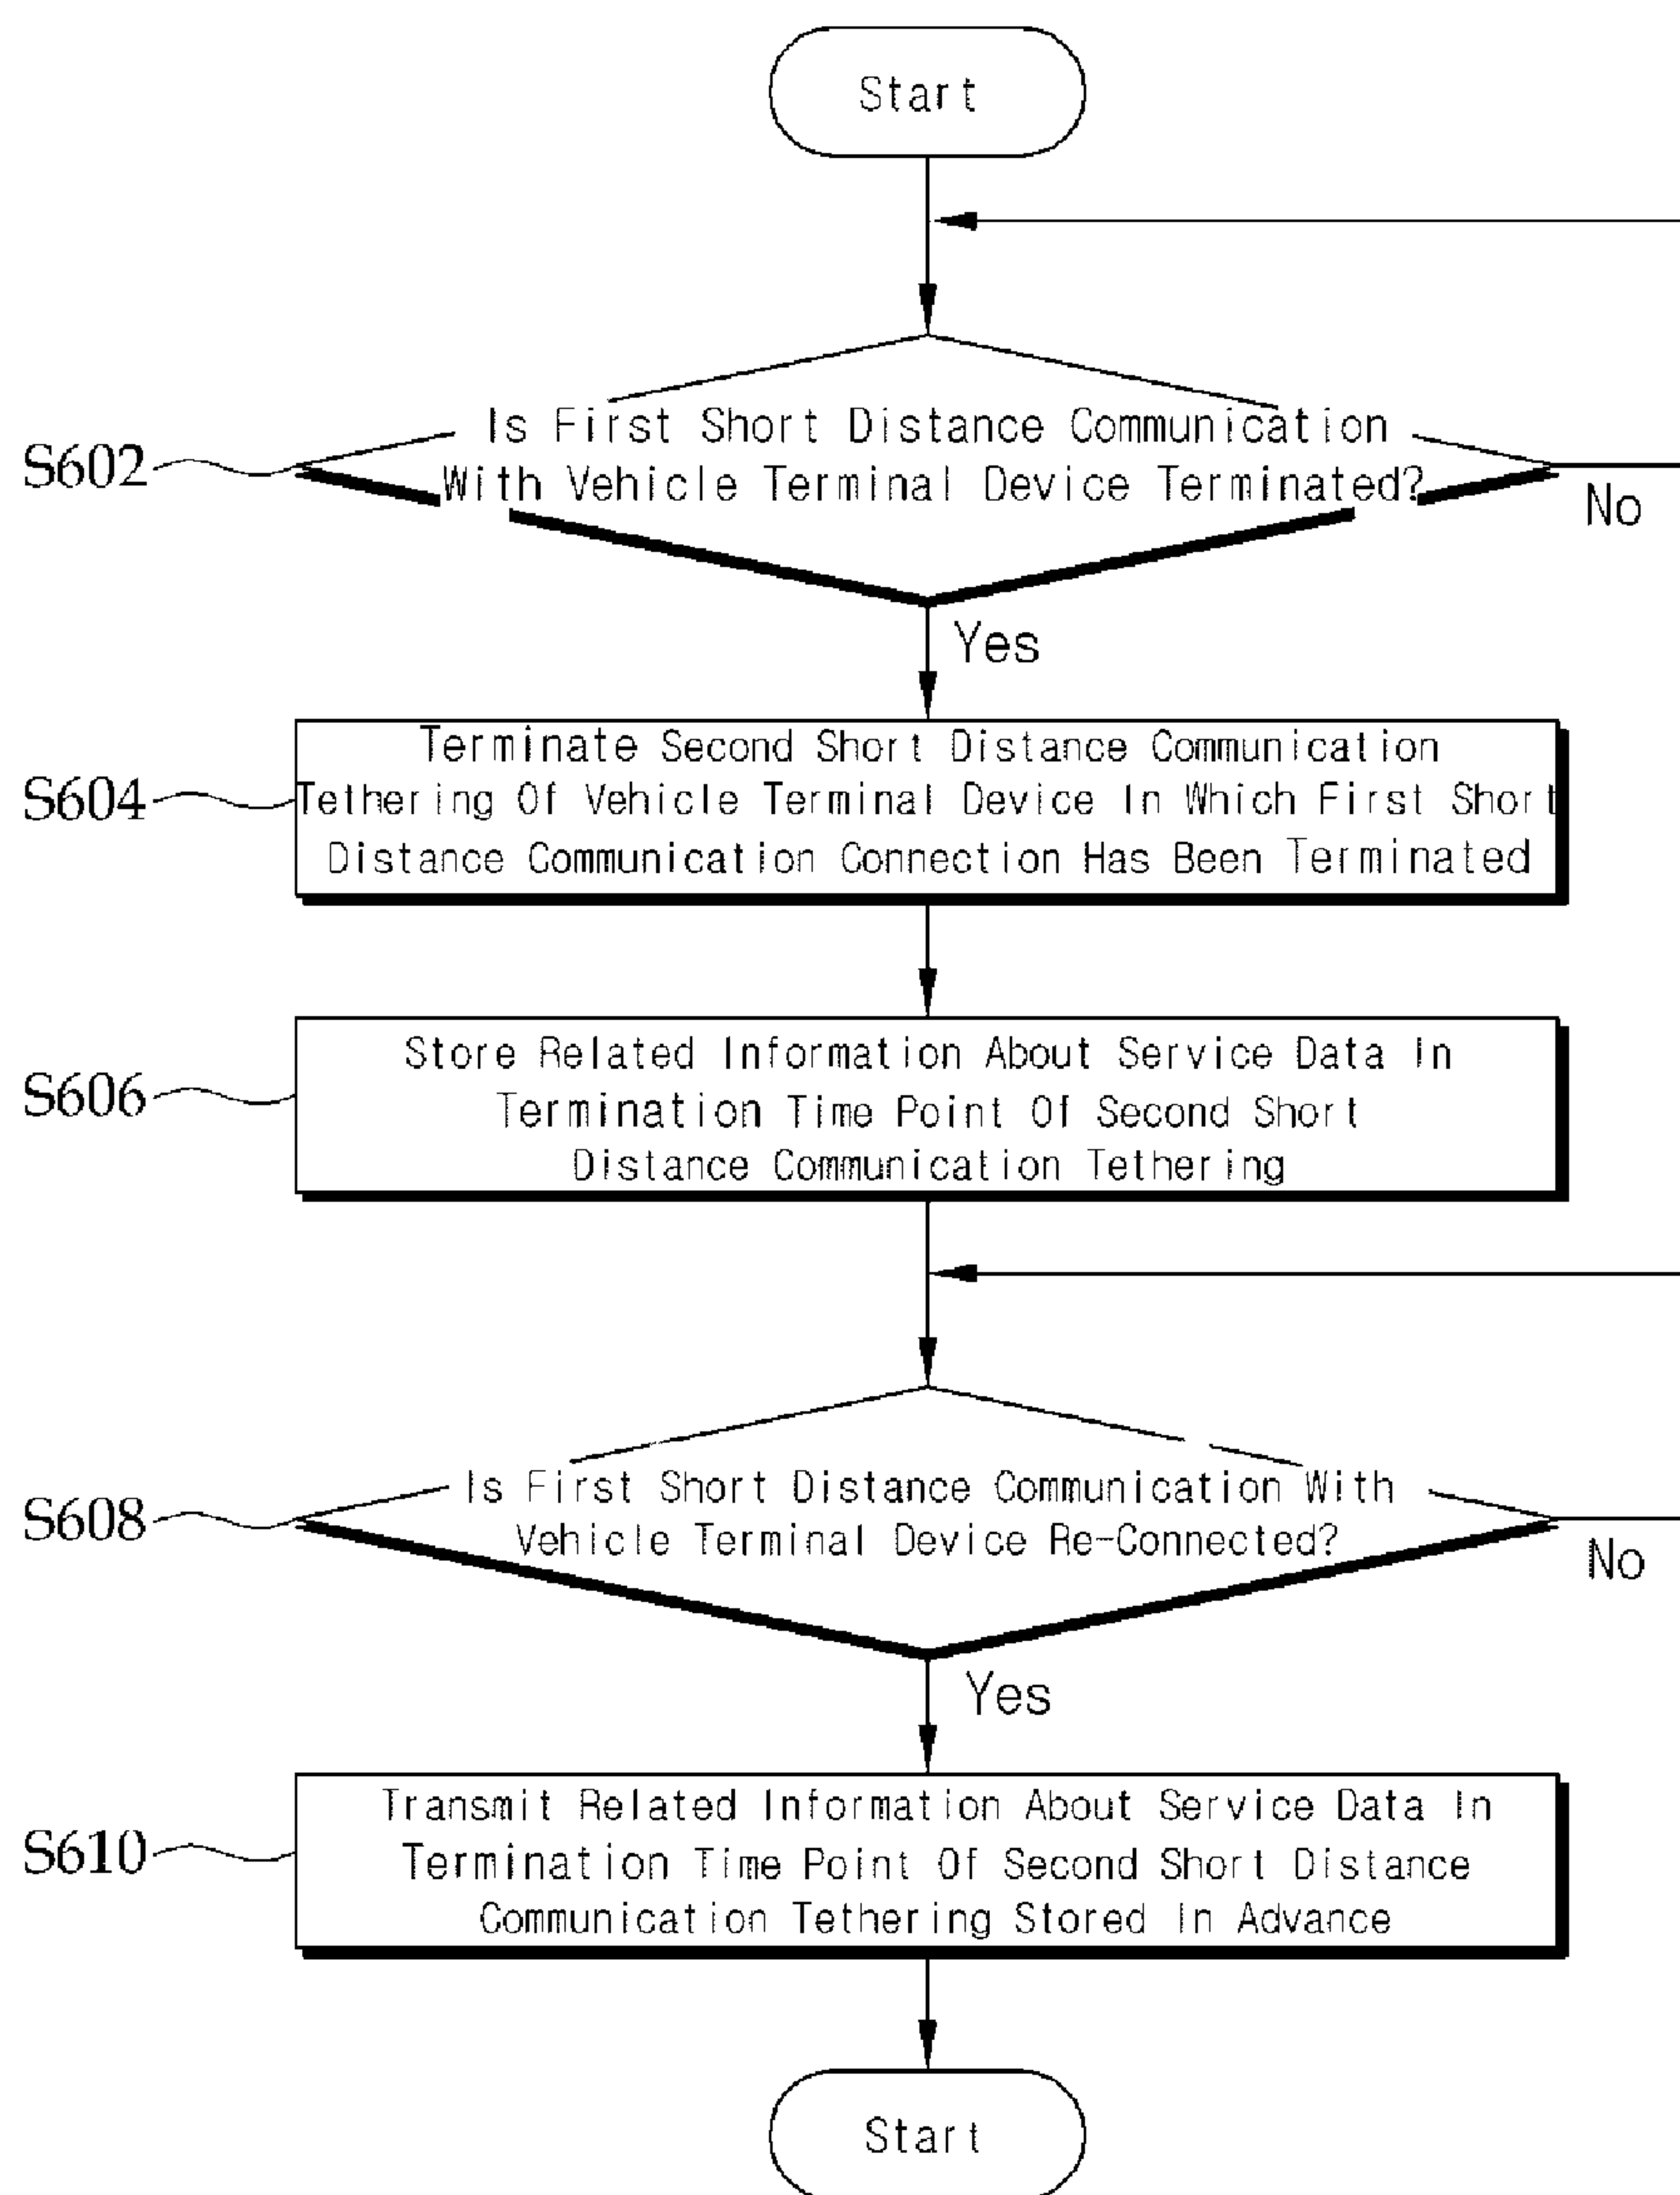 Start
Is First Short Distance Communication
S602
With Vehicle Terminal Device Terminated?
No
Yes
Terminate Second Short Distance Communication
S604
Tethering Of Vehicle Terminal Device In Which First Short
Distance Communication Connection Has Been Terminated
Store Related Information About Service Data In
S606
Termination Time Point Of Second Short
Distance Communication Tethering
Is First Short Distance Communication With
S608
Vehicle Terminal Device Re-Connected?
No
Yes
Transmit Related Information About Service Data In
S610
Termination Time Point Of Second Short Distance
Communication Tethering Stored In Advance
Start